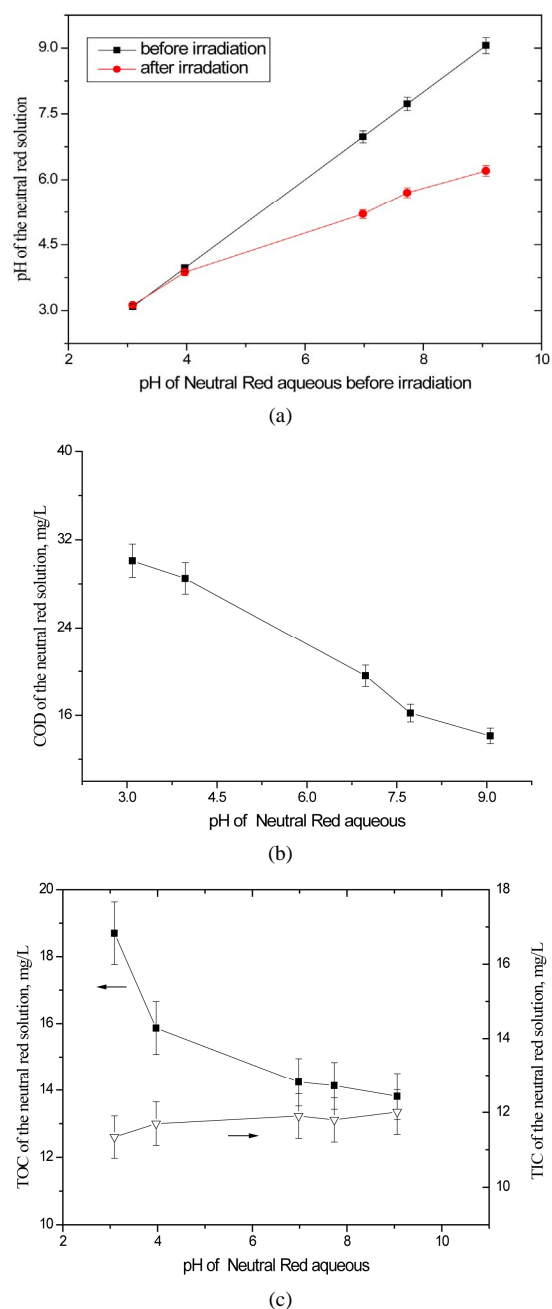 before irradiation
after irradation
pH of the neutral red solution
9.0
7.5
6.0
4.5
3.0
2 4 6 8 10
pH of Neutral Red aqueous before irradiation
(a)
COD of the neutral red solution, mg/L
40
32
24
16
3.0 4.5 6.0 7.5 9.0
pH of Neutral Red aqueous
(b)
TOC of the neutral red solution, mg/L
20
18
16
14
12
10
TIC of the neutral red solution, mg/L
18
16
14
12
10
2 4 6 8 10
pH of Neutral Red aqueous
(c)